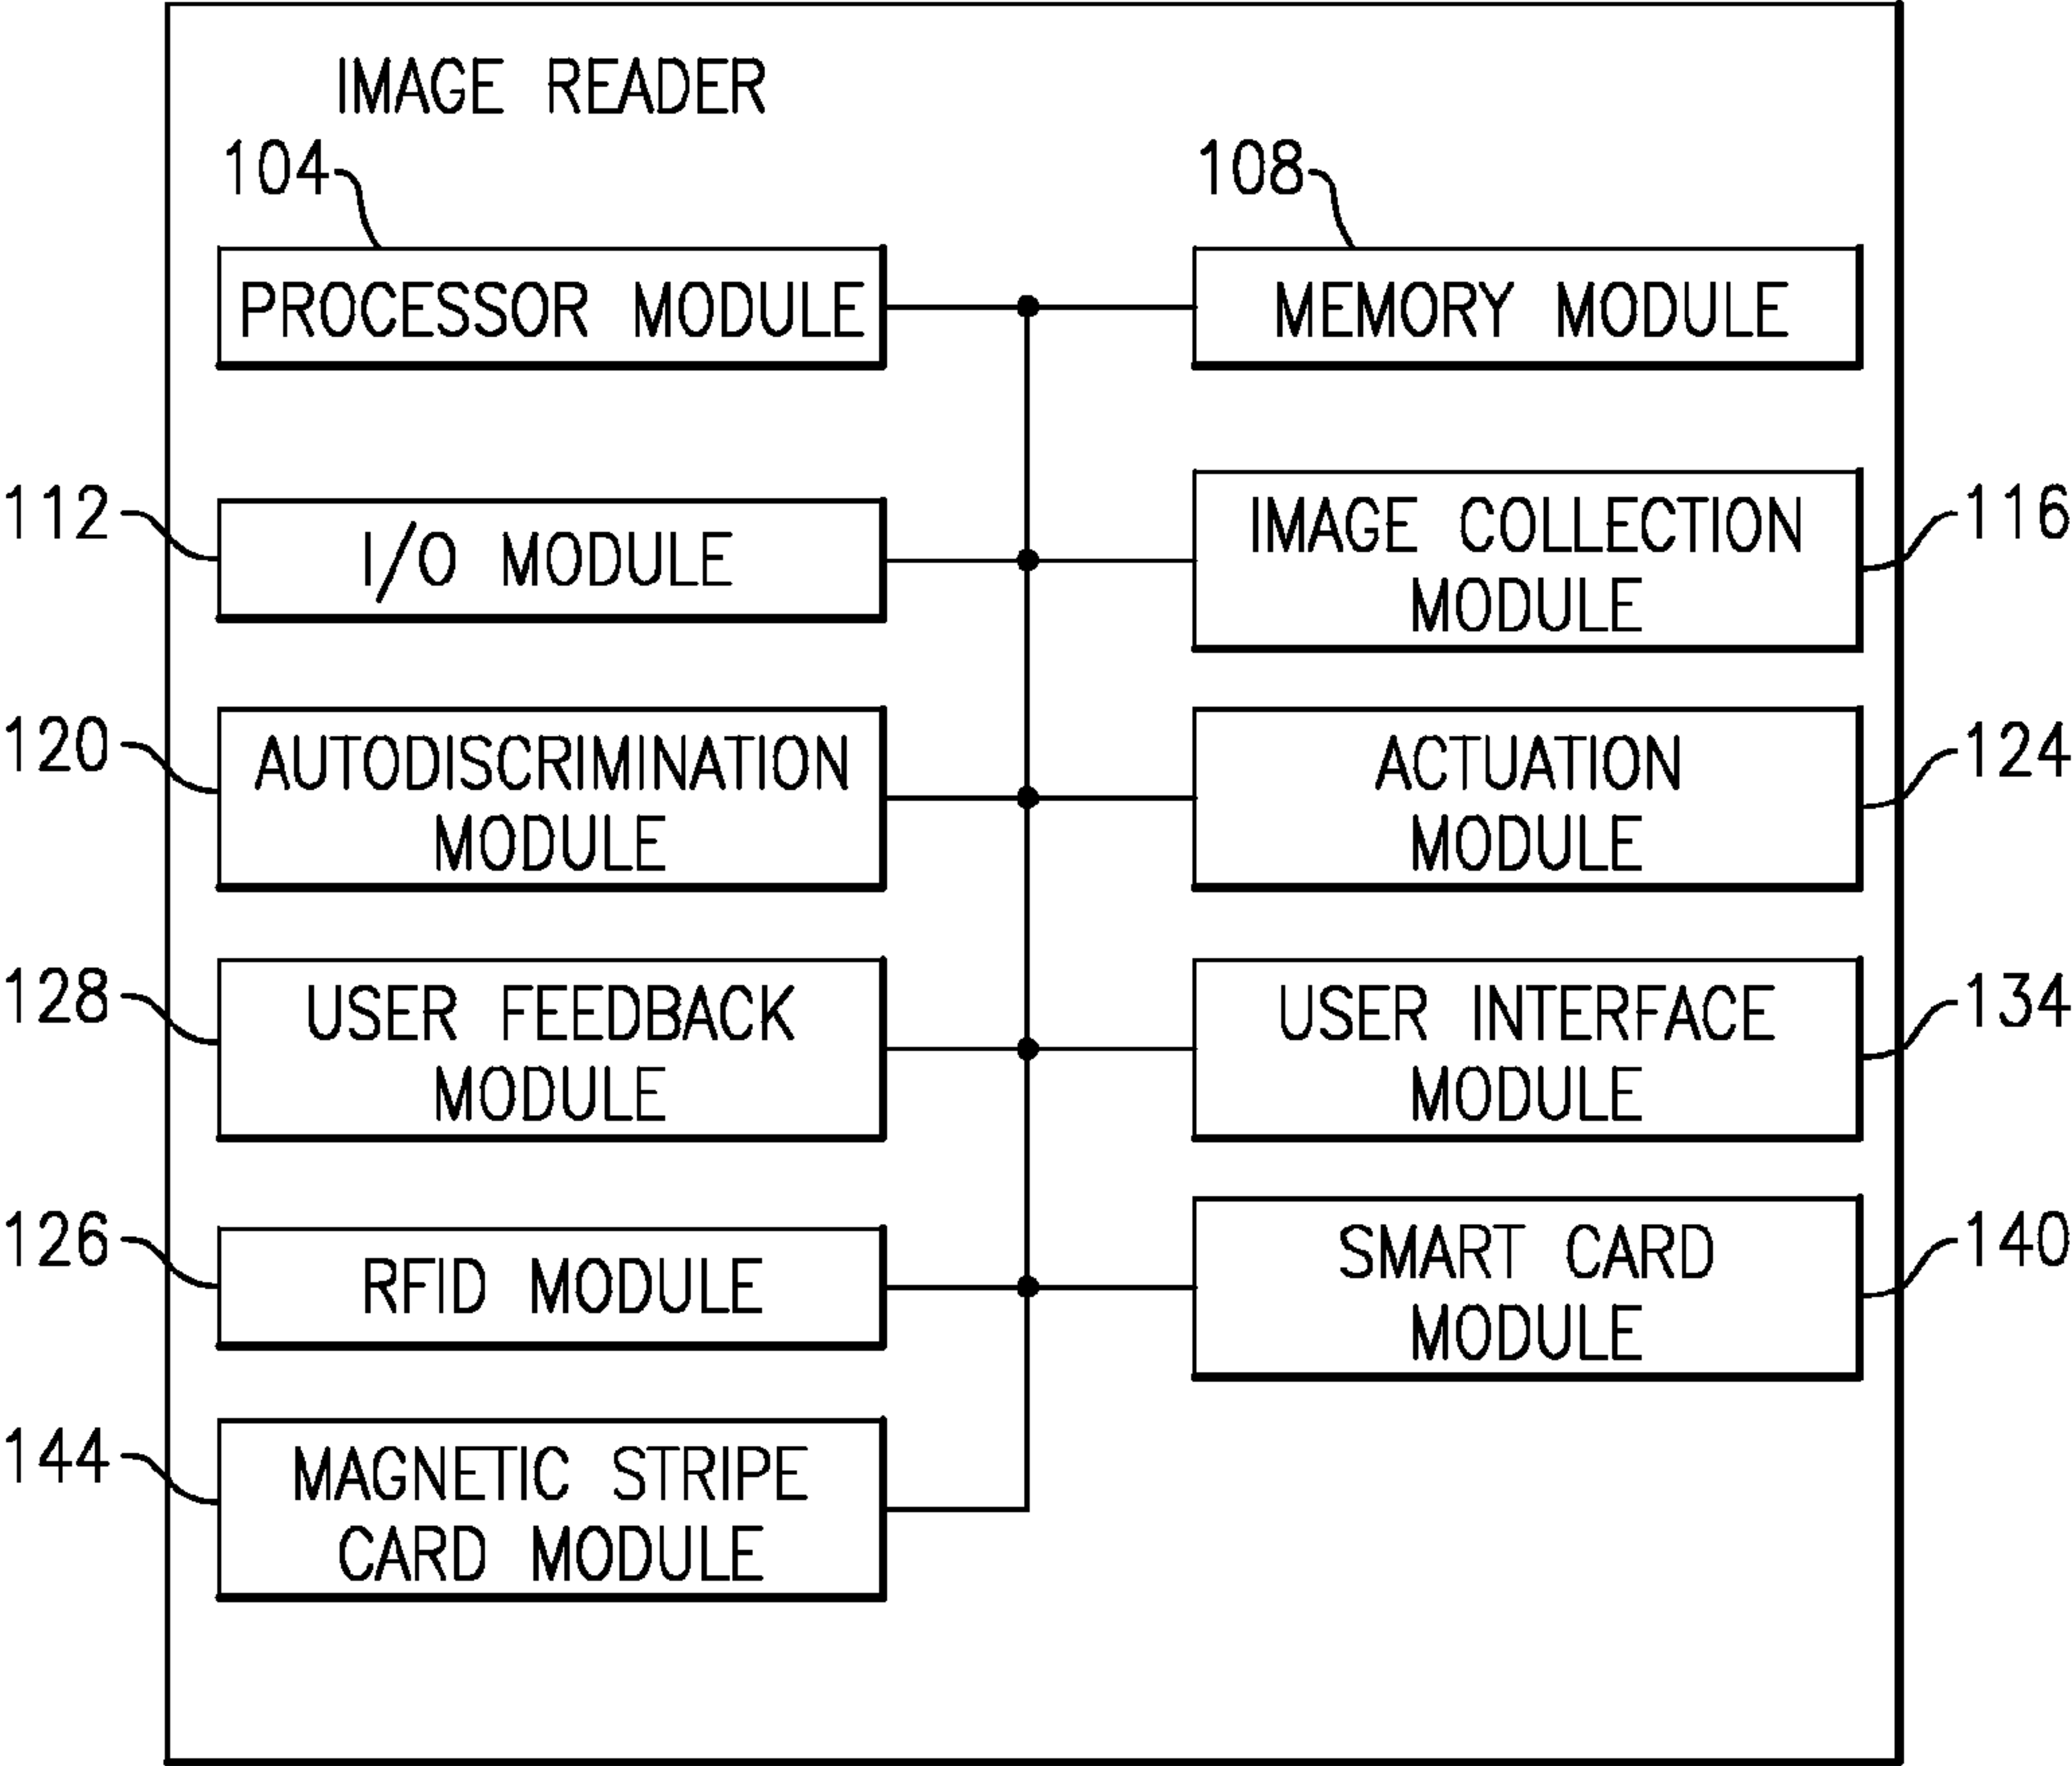 IMAGE READER
104
108
PROCESSOR MODULE
MEMORY MODULE
112
I/O MODULE
IMAGE COLLECTION
MODULE
116
120
AUTODISCRIMINATION
MODULE
ACTUATION
MODULE
124
128
USER FEEDBACK
MODULE
USER INTERFACE
MODULE
134
126
RFID MODULE
SMART CARD
MODULE
140
144
MAGNETIC STRIPE
CARD MODULE